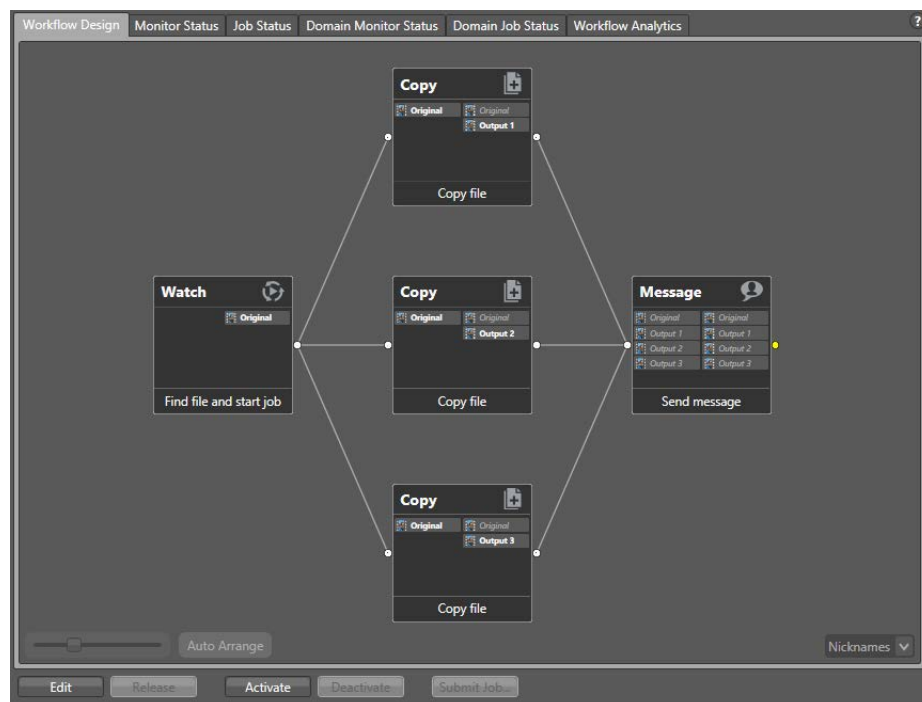 Workflow Design Monitor Status Job Status Domain Monitor Status Domain Job Status Workflow Analytics ?
Copy
Original Original
Output 1
Copy file
Watch
Original
Find file and start job
Copy
Original Original
Output 2
Copy file
Message
Original Original
Output 1 Output 1
Output 2 Output 2
Output 3 Output 3
Send message
Copy
Original Original
Output 3
Copy file
Auto Arrange Nicknames
Edit Release Activate Deactivate Submit Job...